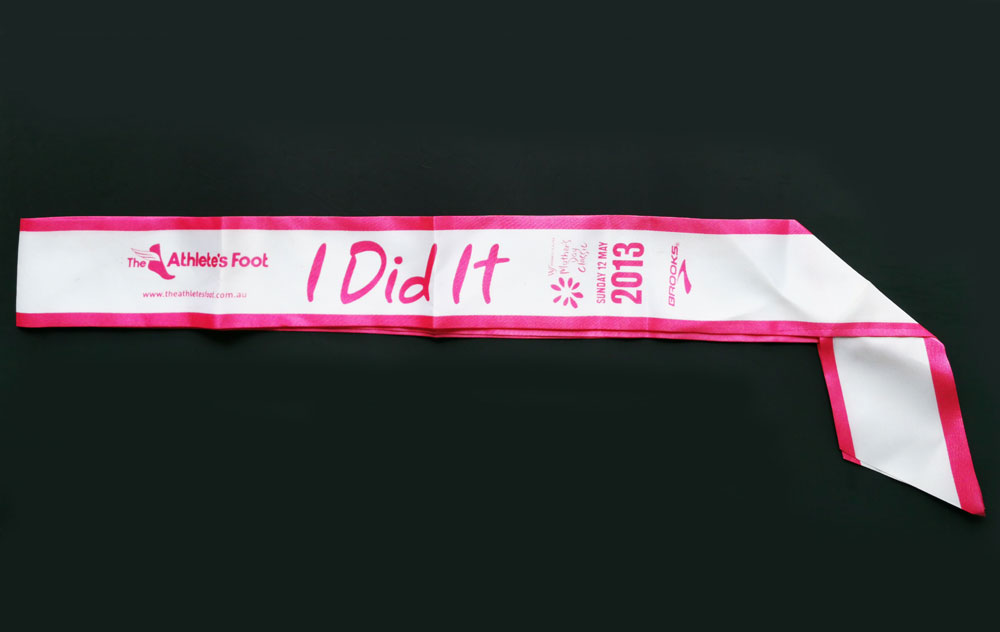 The Athlete's Foot
www.theathletesfoot.com.au
I Did It
Mother's
Day
Classic
SUNDAY 12 MAY
2013
BROOKS